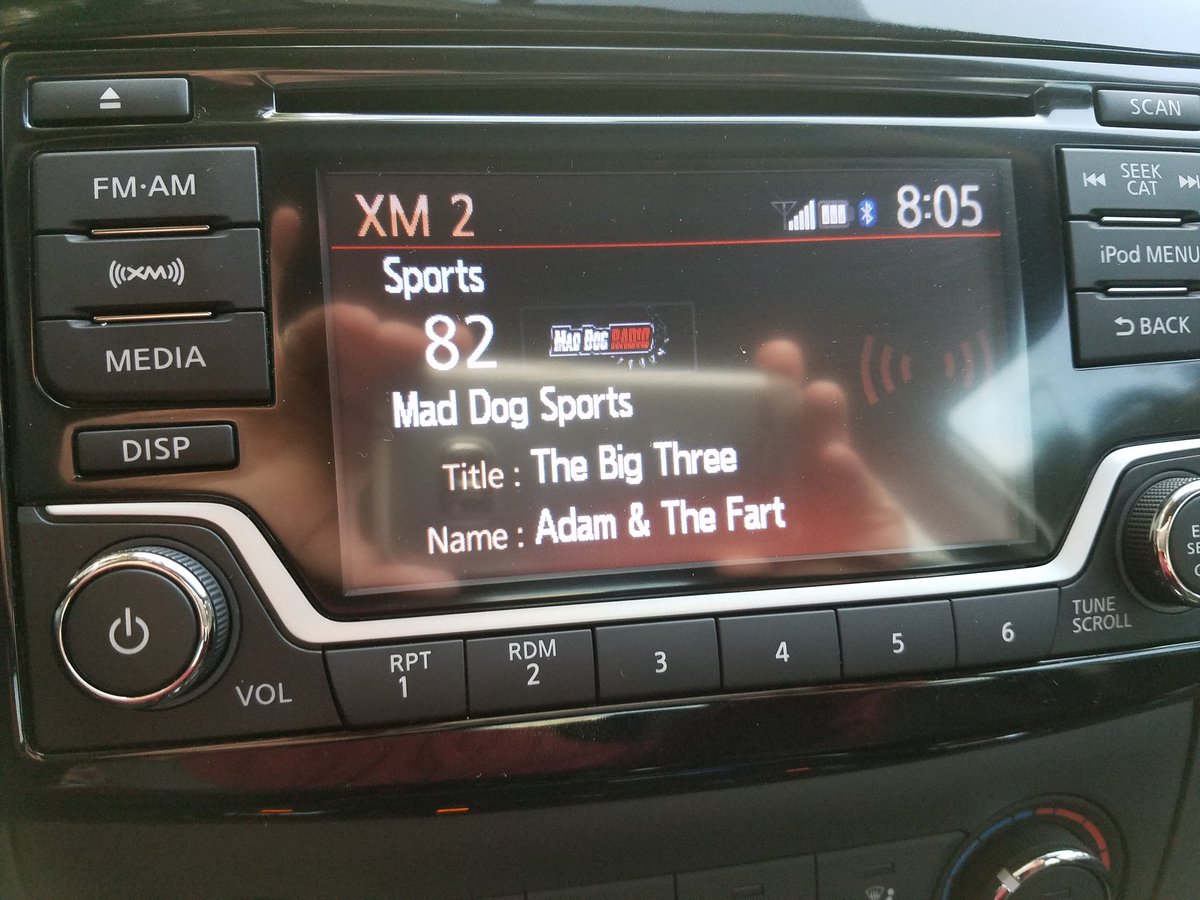 SCAN
FM·AM
SEEK
CAT
XM 2
8:05
XM
Sports
iPod MENU
82
MAD DOG RADIO
BACK
MEDIA
Mad Dog Sports
DISP
Title : The Big Three
Name : Adam & The Fart
TUNE
SCROLL
VOL
RPT
1
RDM
2
3
4
5
6